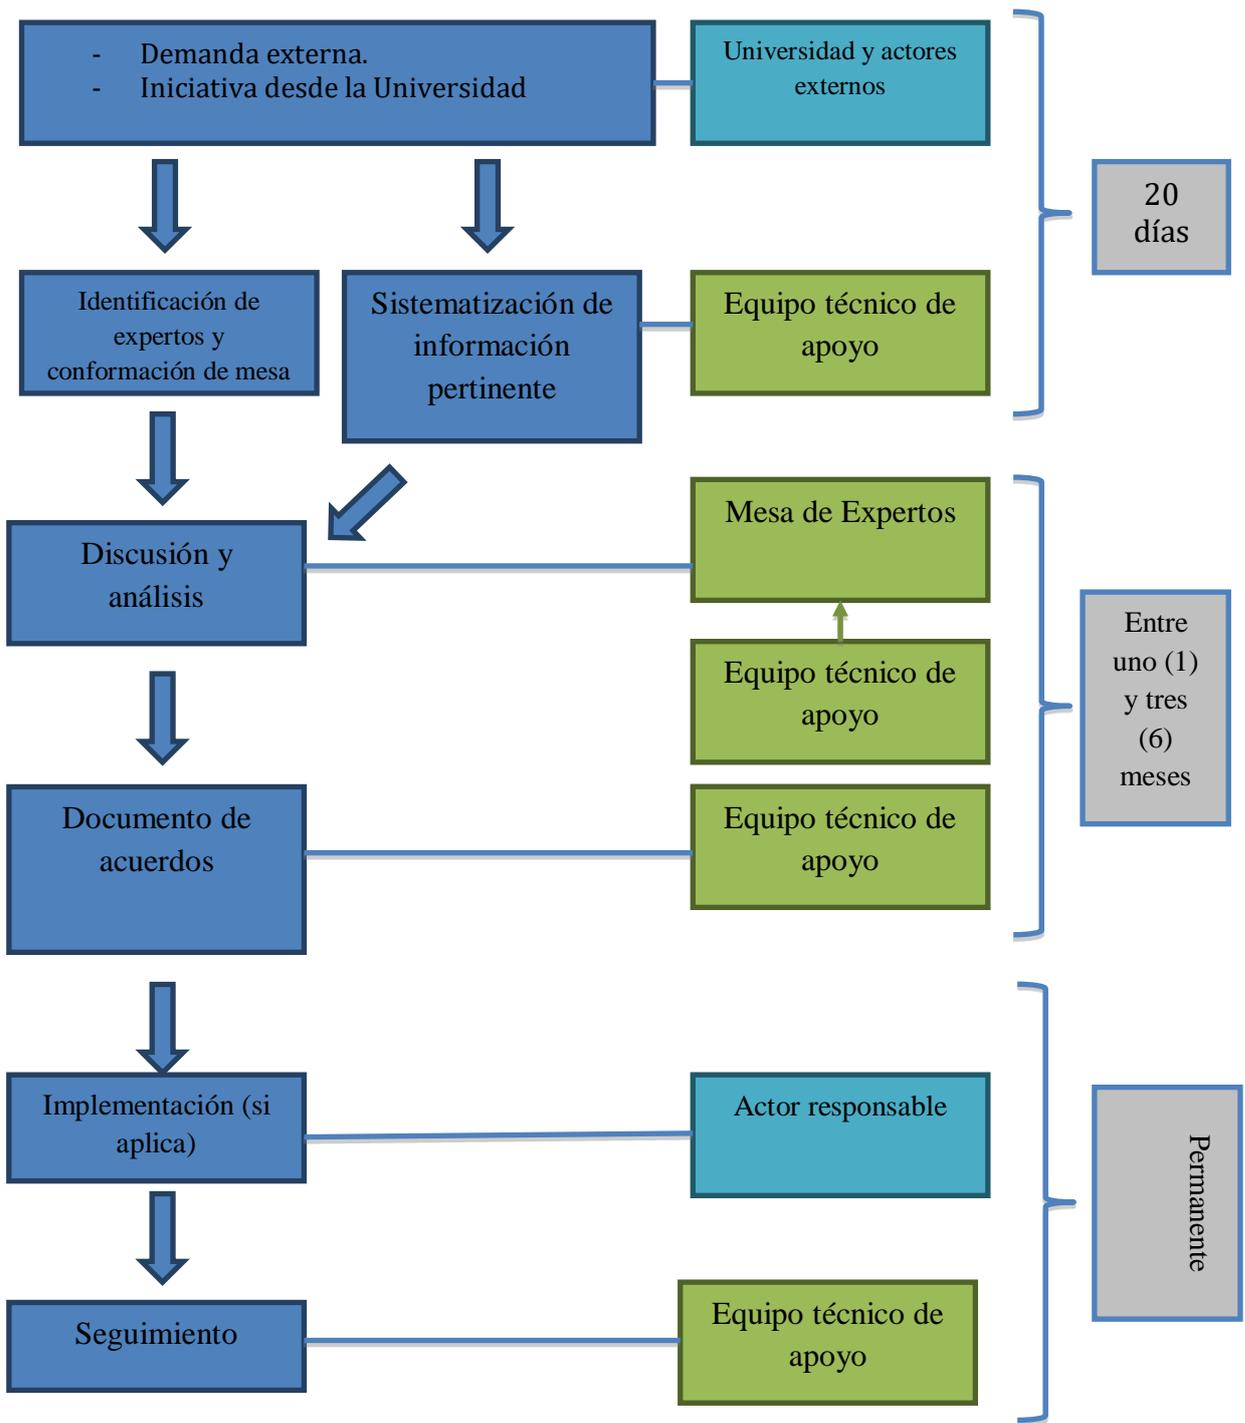 - Demanda externa.
- Iniciativa desde la Universidad
Universidad y actores
externos
20
días
Identificación de
expertos y
conformación de mesa
Sistematización de
información
pertinente
Equipo técnico de
apoyo
Discusión y
análisis
Mesa de Expertos
Equipo técnico de
apoyo
Entre
uno (1)
y tres
(6)
meses
Documento de
acuerdos
Equipo técnico de
apoyo
Implementación (si
aplica)
Actor responsable
Permanente
Seguimiento
Equipo técnico de
apoyo